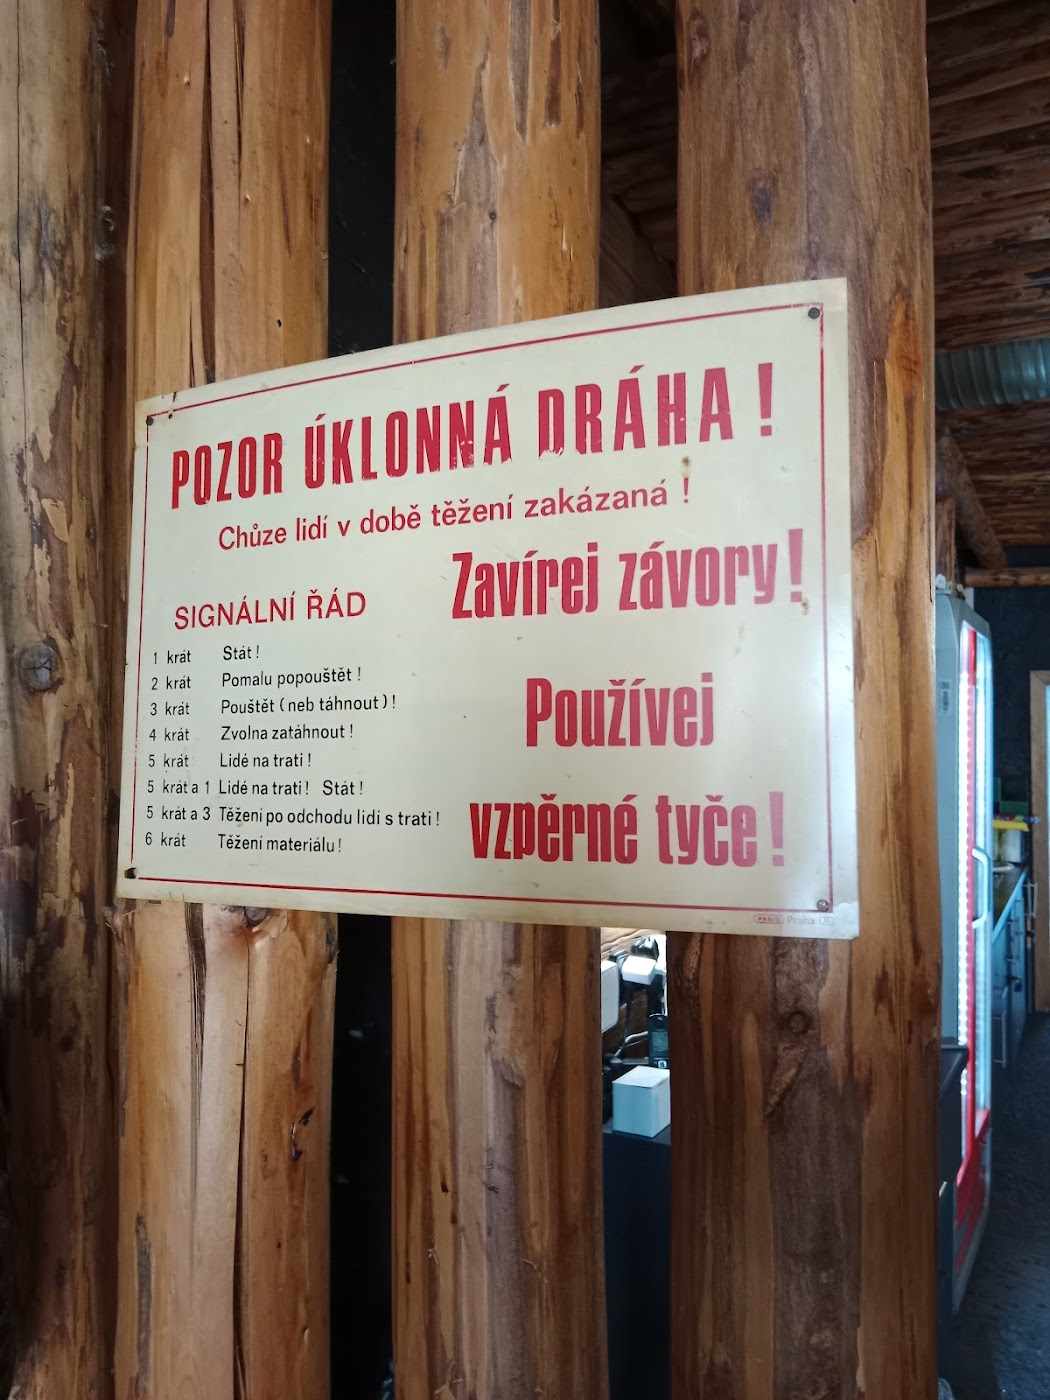 POZOR ÚKLONNÁ DRÁHA !
Chůze lidí v době těžení zakázaná !
Zavírej závory!
SIGNÁLNÍ ŘÁD
1 krát Stát !
2 krát Pomalu popouštět !
3 krát Pouštět ( neb táhnout ) !
4 krát Zvolna zatáhnout !
5 krát Lidé na trati !
5 krát a 1 Lidé na trati ! Stát !
5 krát a 3 Těžení po odchodu lidí s trati !
6 krát Těžení materiálu !
Používej
vzpěrné tyče !
Praha